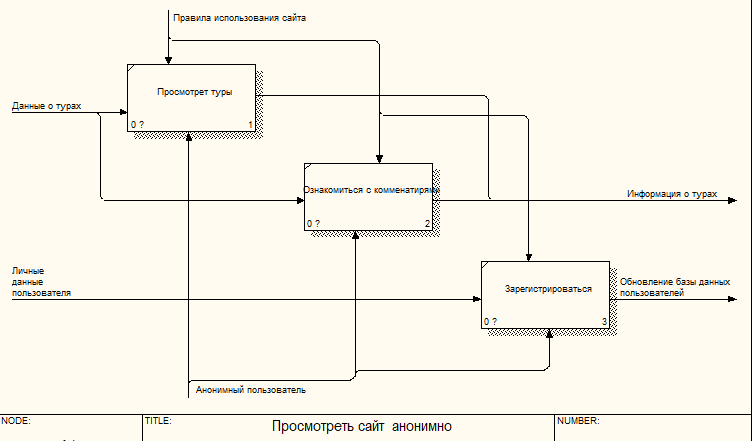 Правила использования сайта
Просмотрет туры
0 ?
1
Данные о турах
Ознакомиться с комменатирями
0 ?
2
Информация о турах
Личные
данные
пользователя
Зарегистрироваться
0 ?
3
Обновление базы данных
пользователей
Анонимный пользователь
NODE:
TITLE:
Просмотреть сайт анонимно
NUMBER: